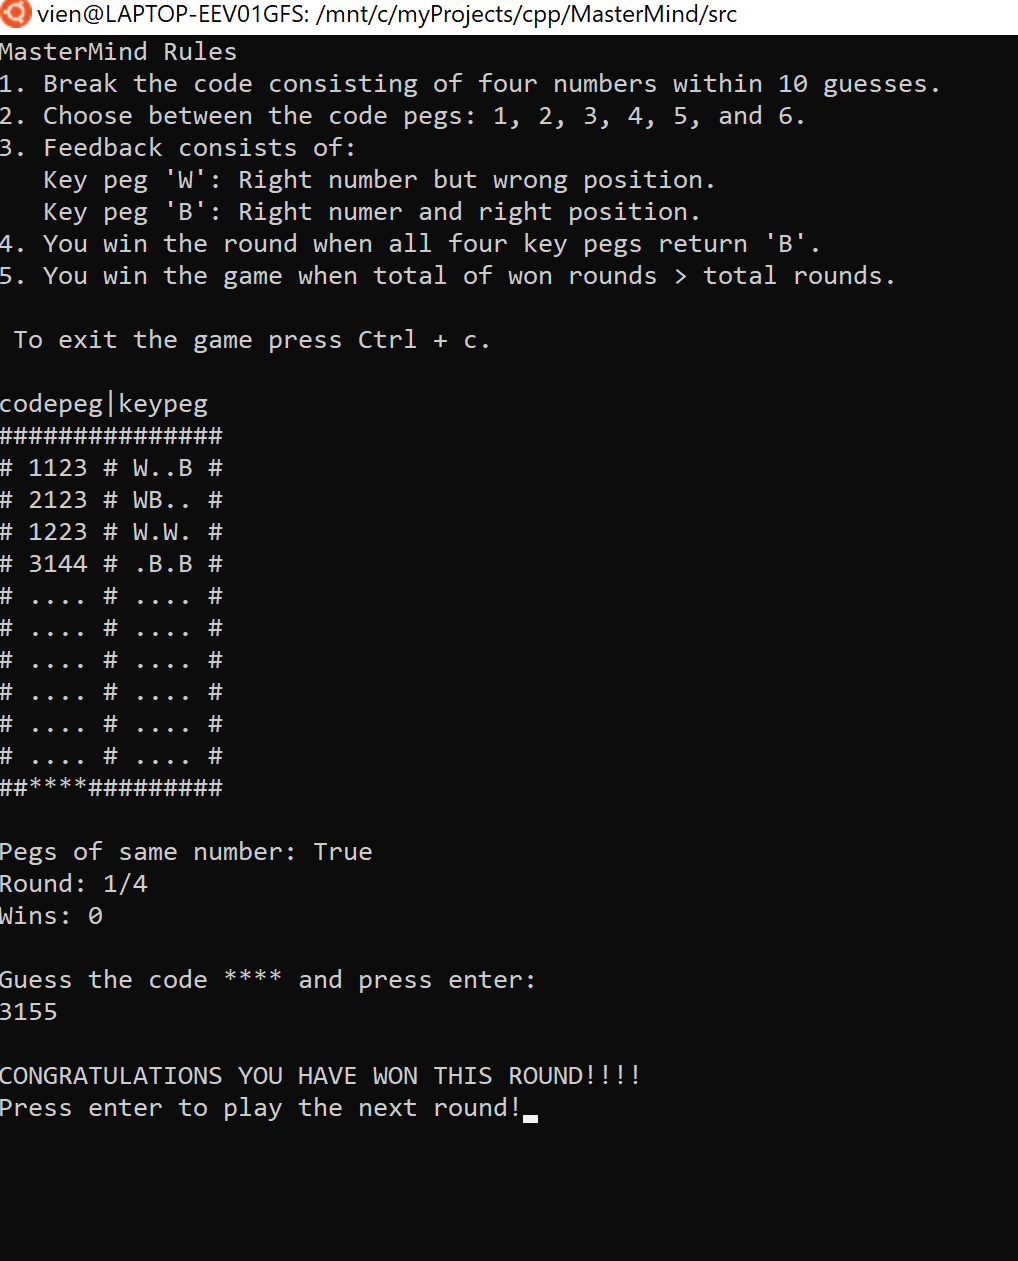 vien@LAPTOP-EEV01GFS: /mnt/c/myProjects/cpp/MasterMind/src
MasterMind Rules
1. Break the code consisting of four numbers within 10 guesses.
2. Choose between the code pegs: 1, 2, 3, 4, 5, and 6.
3. Feedback consists of:
   Key peg 'W': Right number but wrong position.
   Key peg 'B': Right numer and right position.
4. You win the round when all four key pegs return 'B'.
5. You win the game when total of won rounds > total rounds.
 To exit the game press Ctrl + c.
codepeg|keypeg
###############
# 1123 # W..B #
# 2123 # WB.. #
# 1223 # W.W. #
# 3144 # .B.B #
# .... # .... #
# .... # .... #
# .... # .... #
# .... # .... #
# .... # .... #
# .... # .... #
##****#########
Pegs of same number: True
Round: 1/4
Wins: 0
Guess the code **** and press enter:
3155
CONGRATULATIONS YOU HAVE WON THIS ROUND!!!!
Press enter to play the next round!